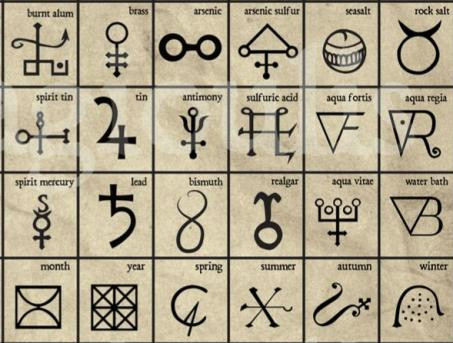 burnt alum brass arsenic arsenic sulfur seasalt rock salt
spirit tin tin antimony sulfuric acid aqua fortis aqua regia
spirit mercury lead bismuth realgar aqua vitae water bath
month year spring summer autumn winter